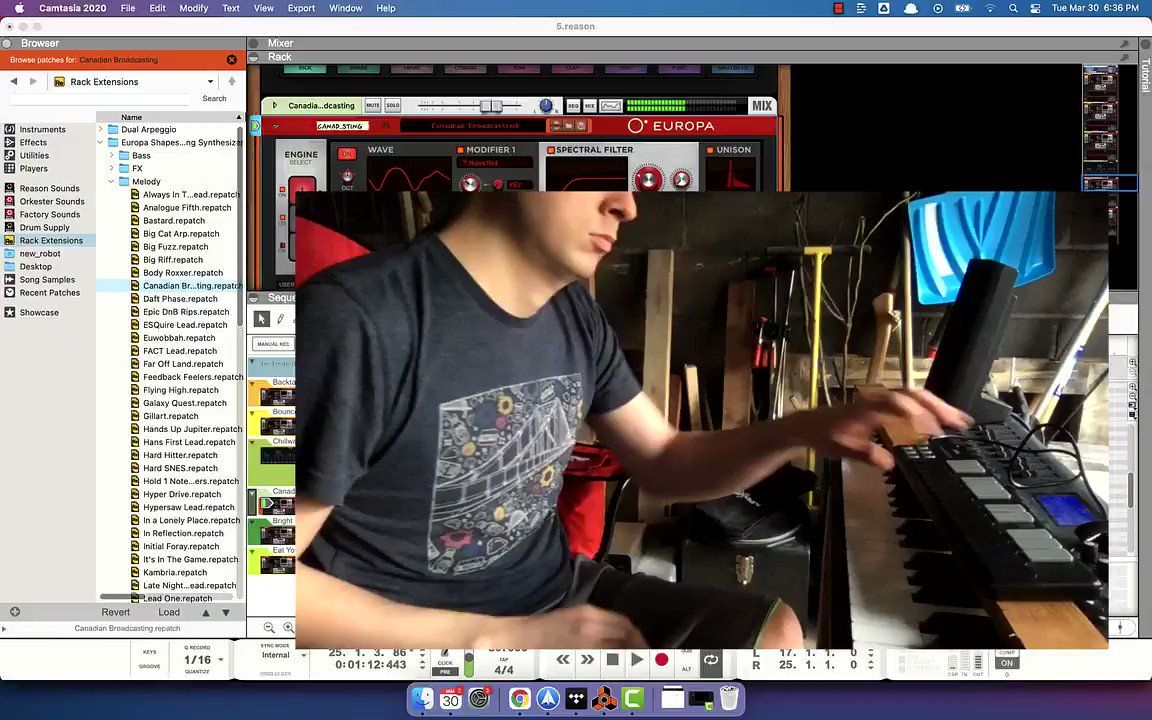 Camtasia 2020 File Edit Modify Text View Export Window Help Tue Mar 30 6:36 PM
5.reason
Browser
Browse patches for: Canadian Broadcasting
Rack Extensions
Search
Name
Instruments
Effects
Utilities
Players
Reason Sounds
Orkester Sounds
Factory Sounds
Drum Supply
Rack Extensions
new_robot
Desktop
Song Samples
Recent Patches
Showcase
Dual Arpeggio
Europa Shapes...ng Synthesizer
Bass
FX
Melody
Always In T...ead.repatch
Analogue Fifth.repatch
Bastard.repatch
Big Cat Arp.repatch
Big Fuzz.repatch
Big Riff.repatch
Body Roxxer.repatch
Canadian Br...ting.repatch
Daft Phase.repatch
Epic DnB Rips.repatch
ESQuire Lead.repatch
Euwobbah.repatch
FACT Lead.repatch
Far Off Land.repatch
Feedback Feelers.repatch
Flying High.repatch
Galaxy Quest.repatch
Gillart.repatch
Hands Up Jupiter.repatch
Hans First Lead.repatch
Hard Hitter.repatch
Hard SNES.repatch
Hold 1 Note...ers.repatch
Hyper Drive.repatch
Hypersaw Lead.repatch
In a Lonely Place.repatch
In Reflection.repatch
Initial Foray.repatch
It's In The Game.repatch
Kambria.repatch
Late Night...ead.repatch
Lead One.repatch
Revert Load
Canadian Broadcasting.repatch
Mixer
Rack
Tutorial
Canadia...dcasting MUTE SOLO SEQ MIX MIX
CANAD_STING Canadian Broadcasting EUROPA
ENGINE
SELECT
ON
WAVE
MODIFIER 1
KEY
SPECTRAL FILTER
UNISON
USER
Seque
MANUAL REC
Backta
Bounc
Chillwa
Canad
Bright
Eat Yo
KEYS
GROOVE
Q RECORD
1/16
QUANTIZE
SYNC MODE
Internal
25. 1. 3. 86
0:01:12:443
CLICK
PRE
TAP
4/4
ALT
L 17. 1. 1. 0
R 25. 1. 1. 0
ON
30